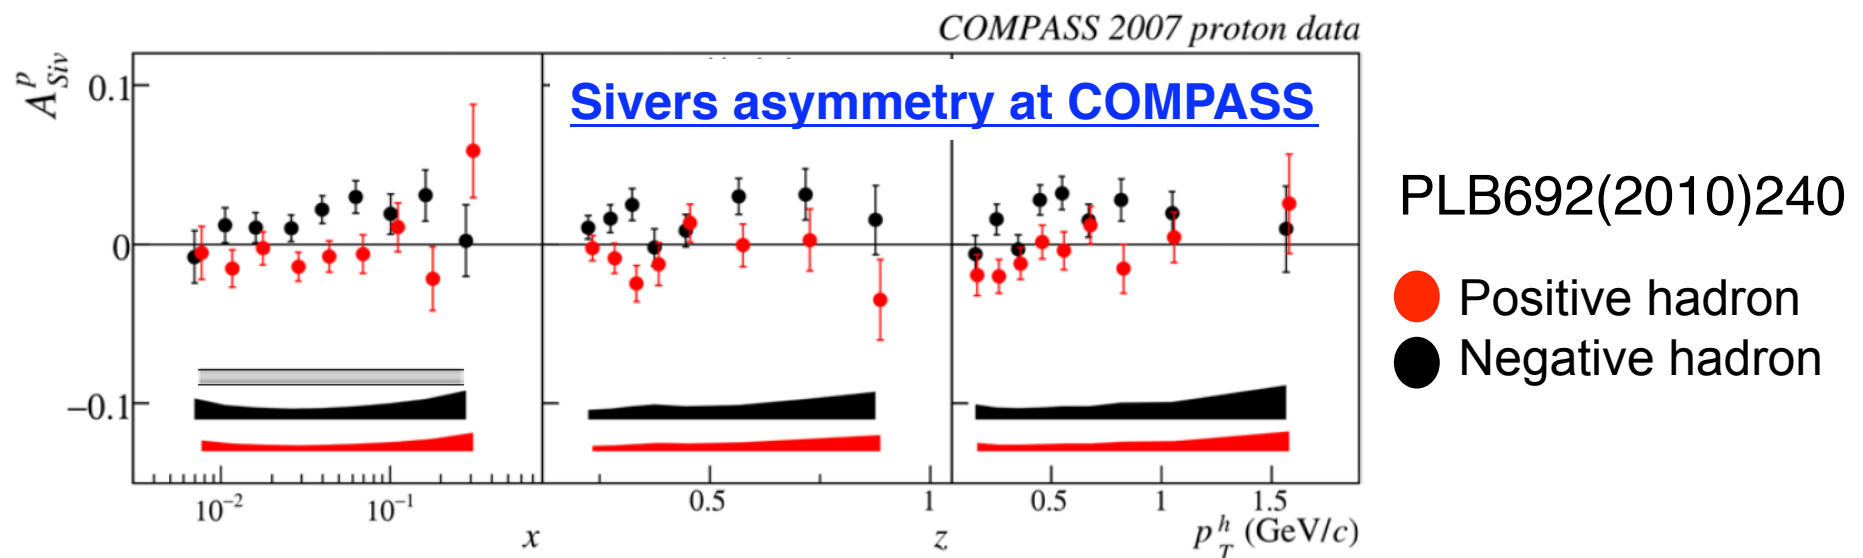 COMPASS 2007 proton data
A^p_Siv
Sivers asymmetry at COMPASS
0.1
0
−0.1
10⁻² 10⁻¹
x
0.5 1
z
0.5 1 1.5
p_T^h (GeV/c)
PLB692(2010)240
Positive hadron
Negative hadron